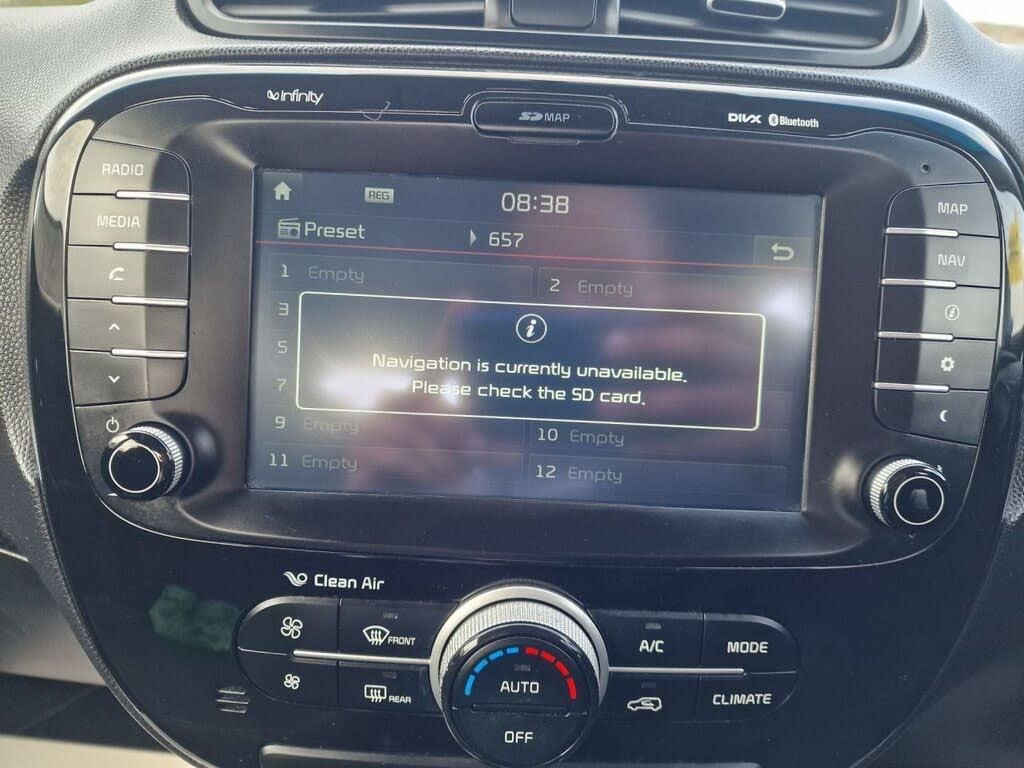 infinity
SD MAP
DIVX Bluetooth
RADIO
MEDIA
MAP
NAV
REG
08:38
Preset
657
1 Empty
2 Empty
3
5
7
Navigation is currently unavailable.
Please check the SD card.
9 Empty
10 Empty
11 Empty
12 Empty
Clean Air
FRONT
A/C
MODE
REAR
AUTO
CLIMATE
OFF